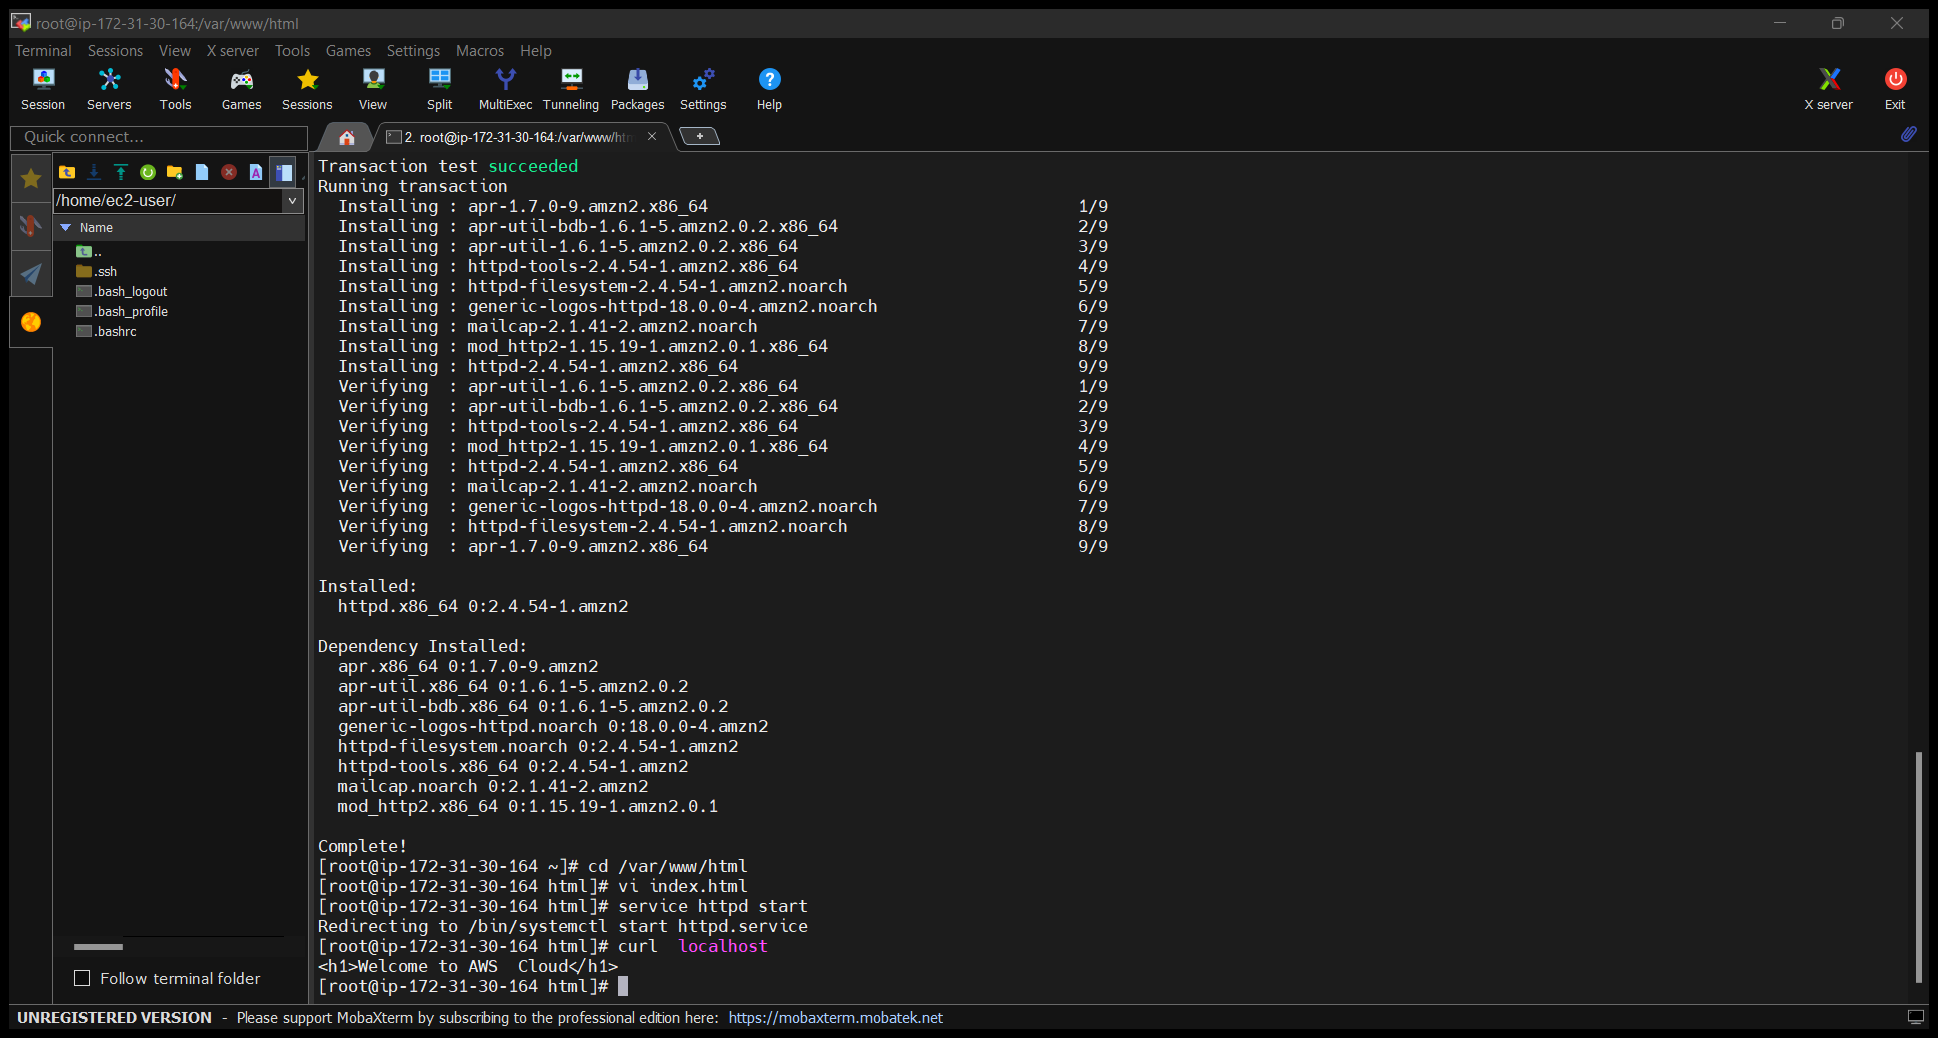 root@ip-172-31-30-164:/var/www/html
Terminal Sessions View X server Tools Games Settings Macros Help
Session Servers Tools Games Sessions View Split MultiExec Tunneling Packages Settings Help X server Exit
Quick connect...
2. root@ip-172-31-30-164:/var/www/htm
/home/ec2-user/
Name
..
.ssh
.bash_logout
.bash_profile
.bashrc
Follow terminal folder
Transaction test succeeded
Running transaction
  Installing : apr-1.7.0-9.amzn2.x86_64 1/9
  Installing : apr-util-bdb-1.6.1-5.amzn2.0.2.x86_64 2/9
  Installing : apr-util-1.6.1-5.amzn2.0.2.x86_64 3/9
  Installing : httpd-tools-2.4.54-1.amzn2.x86_64 4/9
  Installing : httpd-filesystem-2.4.54-1.amzn2.noarch 5/9
  Installing : generic-logos-httpd-18.0.0-4.amzn2.noarch 6/9
  Installing : mailcap-2.1.41-2.amzn2.noarch 7/9
  Installing : mod_http2-1.15.19-1.amzn2.0.1.x86_64 8/9
  Installing : httpd-2.4.54-1.amzn2.x86_64 9/9
  Verifying  : apr-util-1.6.1-5.amzn2.0.2.x86_64 1/9
  Verifying  : apr-util-bdb-1.6.1-5.amzn2.0.2.x86_64 2/9
  Verifying  : httpd-tools-2.4.54-1.amzn2.x86_64 3/9
  Verifying  : mod_http2-1.15.19-1.amzn2.0.1.x86_64 4/9
  Verifying  : httpd-2.4.54-1.amzn2.x86_64 5/9
  Verifying  : mailcap-2.1.41-2.amzn2.noarch 6/9
  Verifying  : generic-logos-httpd-18.0.0-4.amzn2.noarch 7/9
  Verifying  : httpd-filesystem-2.4.54-1.amzn2.noarch 8/9
  Verifying  : apr-1.7.0-9.amzn2.x86_64 9/9
Installed:
  httpd.x86_64 0:2.4.54-1.amzn2
Dependency Installed:
  apr.x86_64 0:1.7.0-9.amzn2
  apr-util.x86_64 0:1.6.1-5.amzn2.0.2
  apr-util-bdb.x86_64 0:1.6.1-5.amzn2.0.2
  generic-logos-httpd.noarch 0:18.0.0-4.amzn2
  httpd-filesystem.noarch 0:2.4.54-1.amzn2
  httpd-tools.x86_64 0:2.4.54-1.amzn2
  mailcap.noarch 0:2.1.41-2.amzn2
  mod_http2.x86_64 0:1.15.19-1.amzn2.0.1
Complete!
[root@ip-172-31-30-164 ~]# cd /var/www/html
[root@ip-172-31-30-164 html]# vi index.html
[root@ip-172-31-30-164 html]# service httpd start
Redirecting to /bin/systemctl start httpd.service
[root@ip-172-31-30-164 html]# curl  localhost
<h1>Welcome to AWS  Cloud</h1>
[root@ip-172-31-30-164 html]#
UNREGISTERED VERSION - Please support MobaXterm by subscribing to the professional edition here: https://mobaxterm.mobatek.net